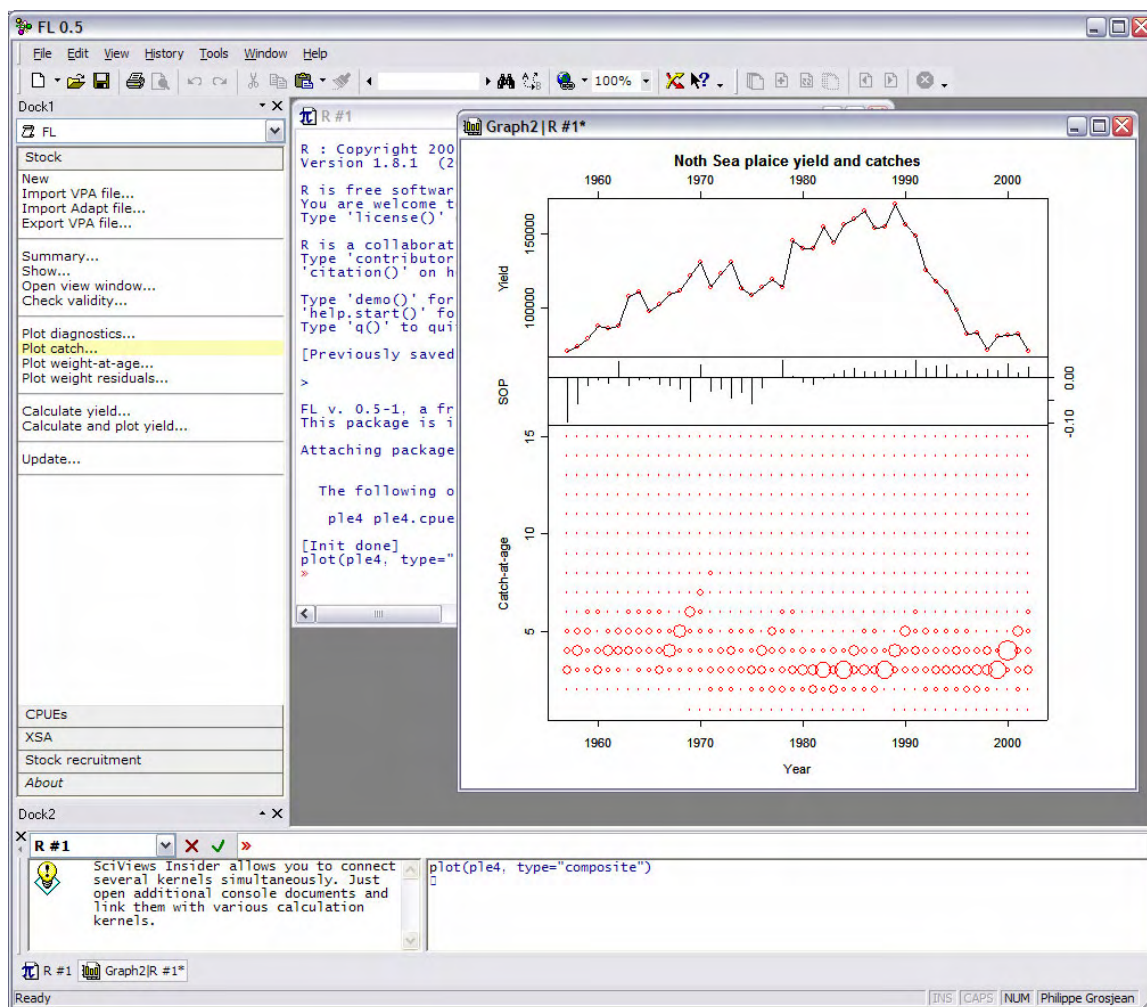 FL 0.5
File Edit View History Tools Window Help
100%
Dock1
FL
Stock
New
Import VPA file...
Import Adapt file...
Export VPA file...
Summary...
Show...
Open view window...
Check validity...
Plot diagnostics...
Plot catch...
Plot weight-at-age...
Plot weight residuals...
Calculate yield...
Calculate and plot yield...
Update...
CPUEs
XSA
Stock recruitment
About
Dock2
R #1
R : Copyright 200
Version 1.8.1 (2
R is free softwar
You are welcome t
Type 'license()'
R is a collaborat
Type 'contributor
'citation()' on h
Type 'demo()' for
'help.start()' fo
Type 'q()' to qui
[Previously saved
>
FL v. 0.5-1, a fr
This package is i
Attaching package
The following o
ple4 ple4.cpue
[Init done]
plot(ple4, type="
»
Graph2|R #1*
Noth Sea plaice yield and catches
1960 1970 1980 1990 2000
Yield
150000
100000
SOP
0.00
-0.10
Catch-at-age
15
10
5
1960 1970 1980 1990 2000
Year
R #1 »
SciViews Insider allows you to connect
several kernels simultaneously. Just
open additional console documents and
link them with various calculation
kernels.
plot(ple4, type="composite")
R #1 Graph2|R #1*
Ready INS CAPS NUM Philippe Grosjean